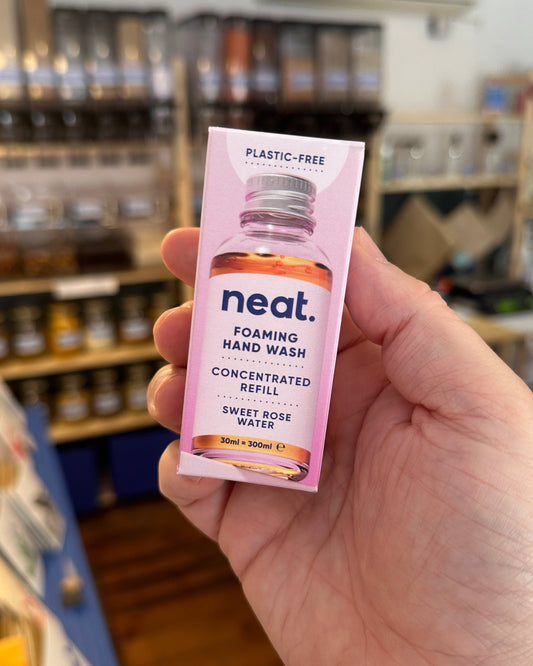 PLASTIC-FREE
neat.
FOAMING
HAND WASH
CONCENTRATED
REFILL
SWEET ROSE
WATER
30ml = 300ml ℮